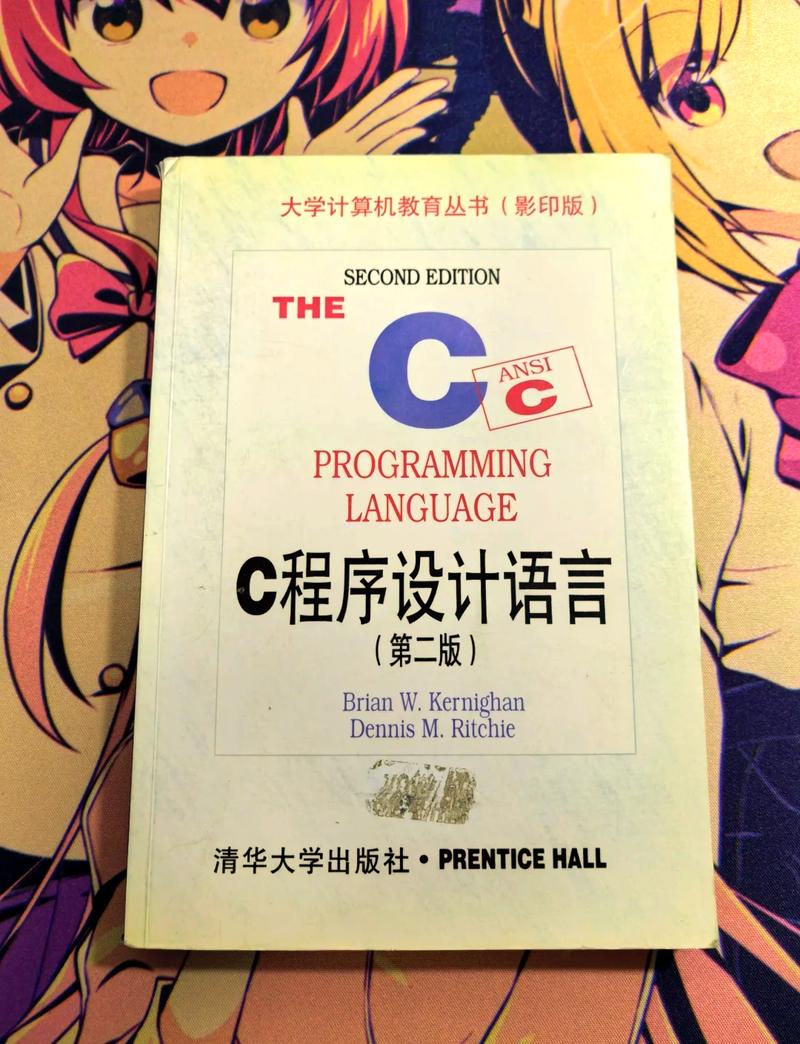 大学计算机教育丛书（影印版）
SECOND EDITION
THE
C
ANSI
C
PROGRAMMING
LANGUAGE
C程序设计语言
（第二版）
Brian W. Kernighan
Dennis M. Ritchie
清华大学出版社·PRENTICE HALL